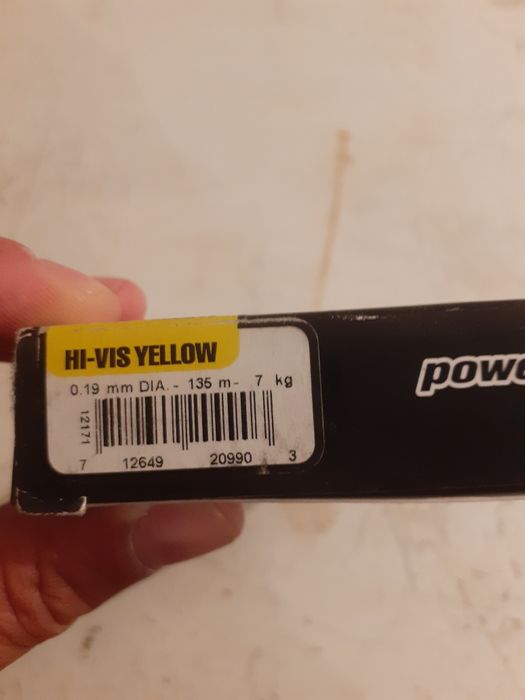 HI-VIS YELLOW
0.19 mm DIA. - 135 m - 7 kg
12171
7 12649 20990 3
powe